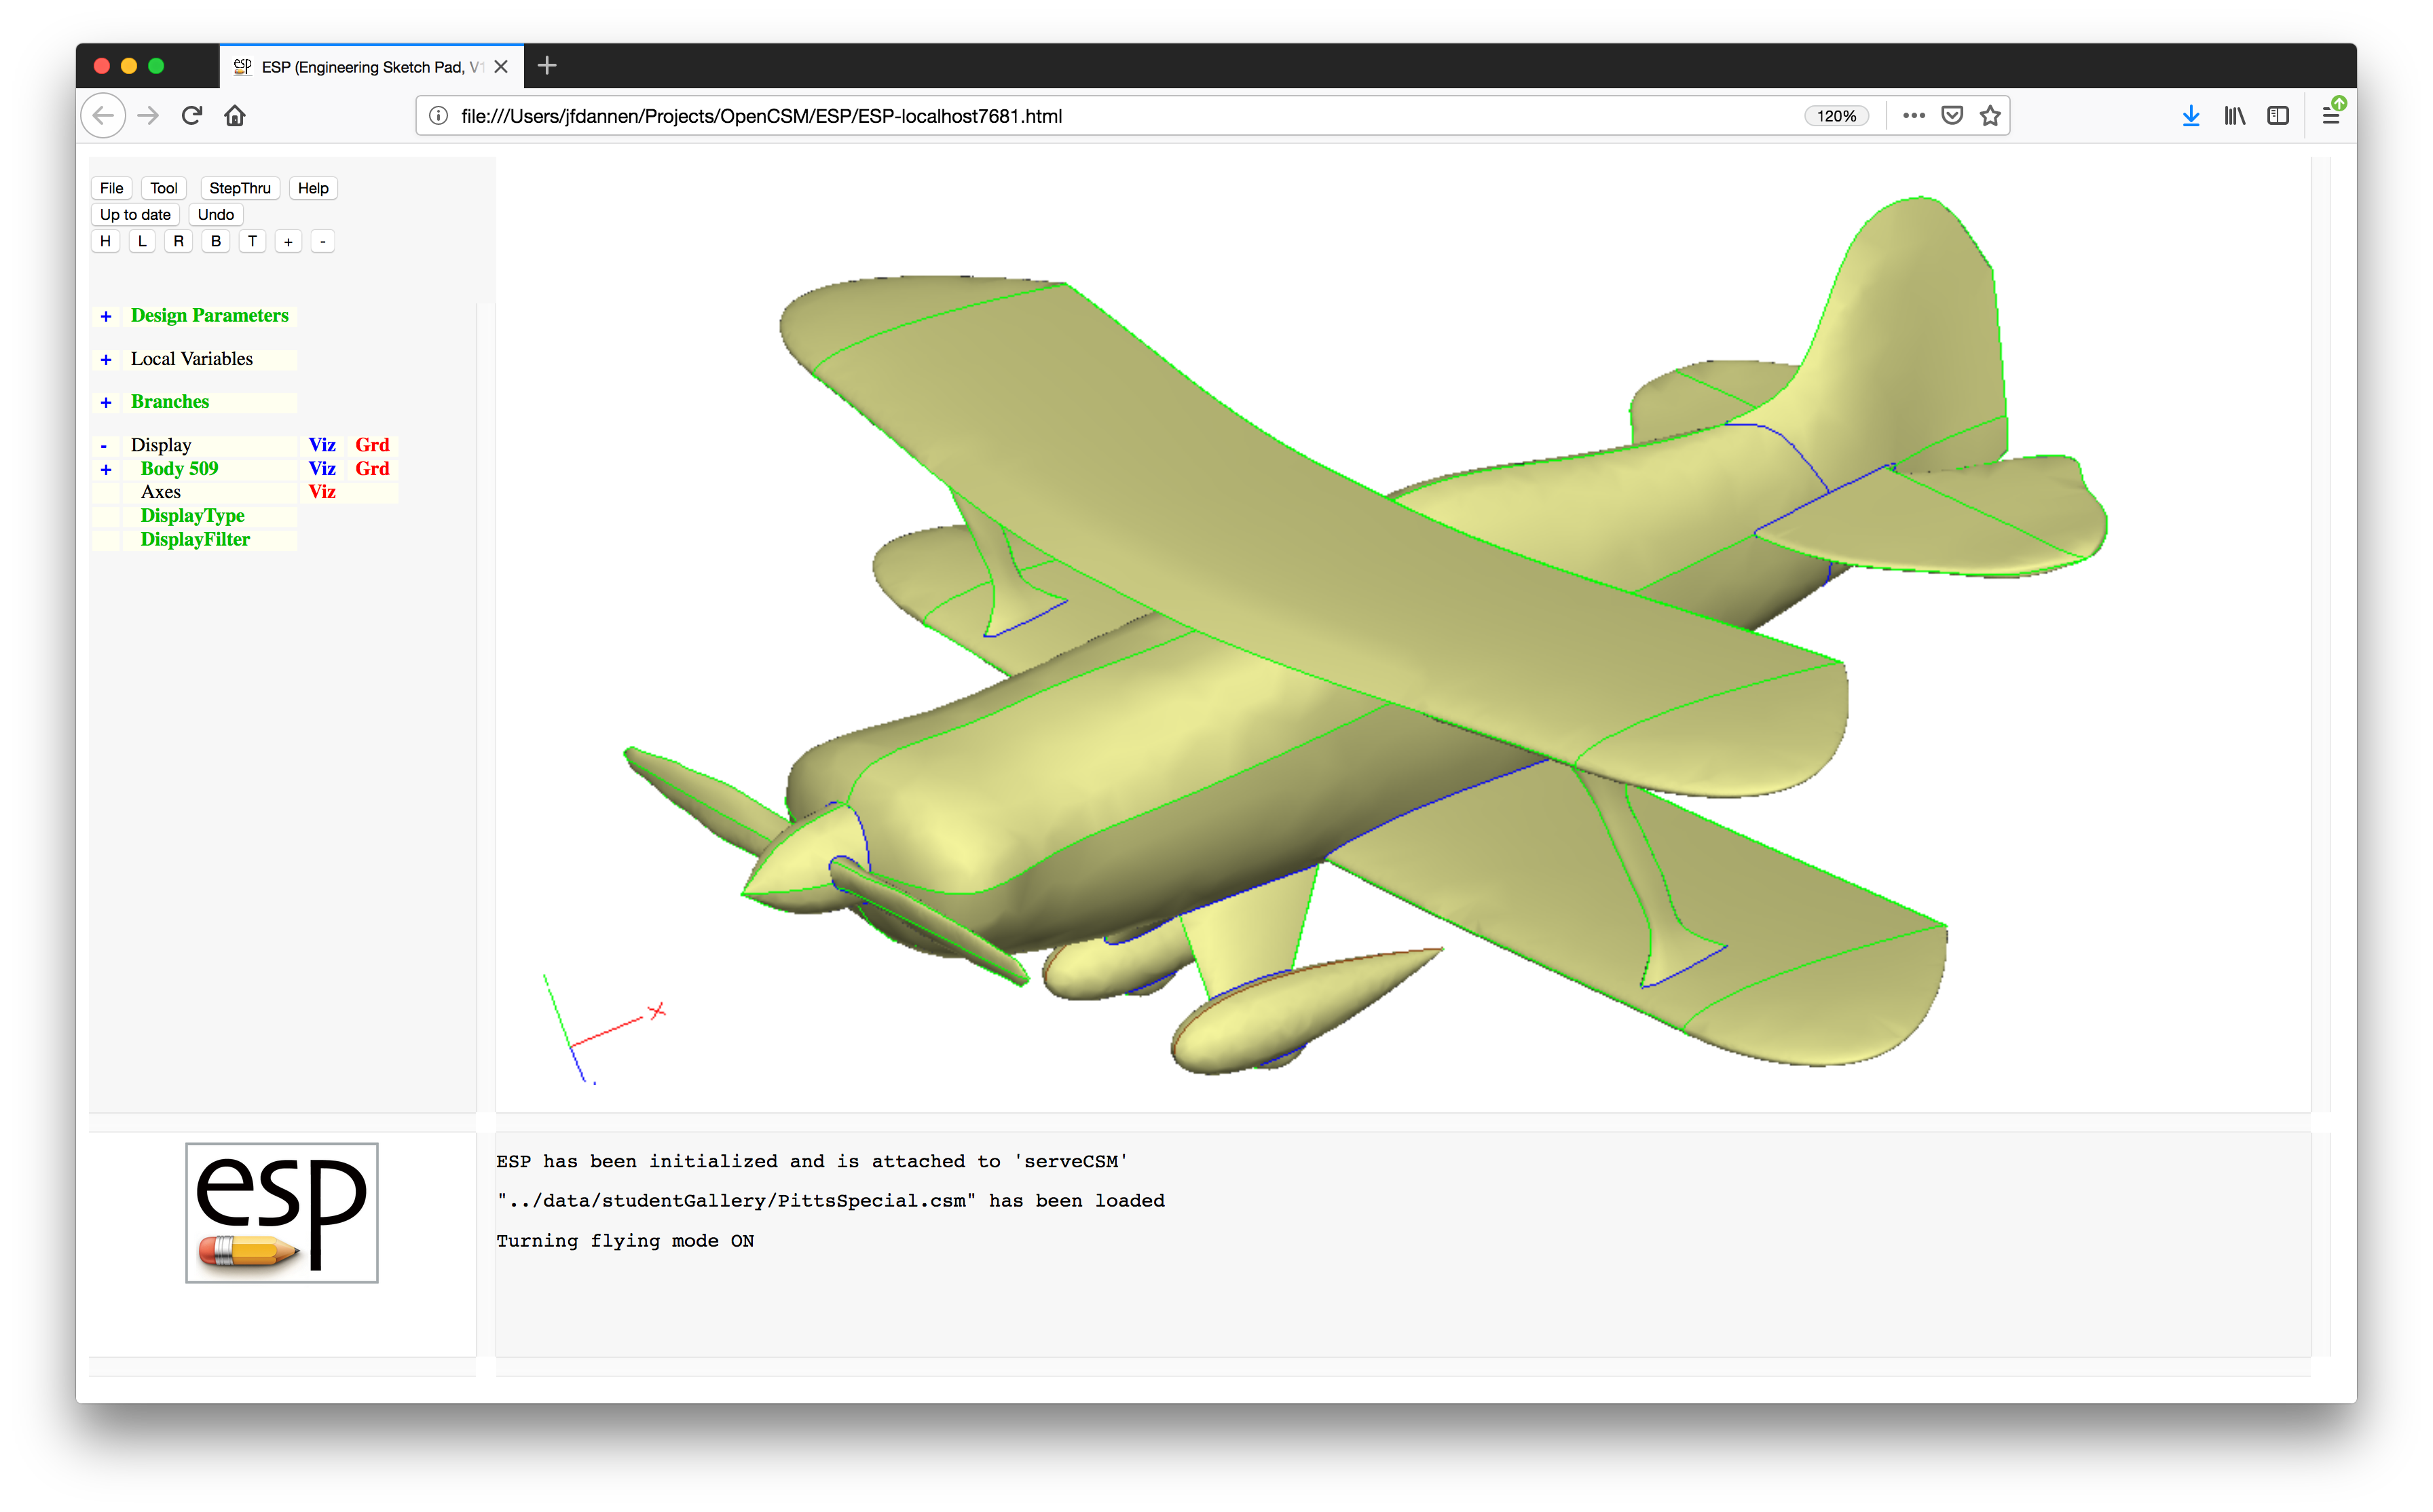 esp ESP (Engineering Sketch Pad, V1
file:///Users/jfdannen/Projects/OpenCSM/ESP/ESP-localhost7681.html 120%
File Tool StepThru Help
Up to date Undo
H L R B T + -
+ Design Parameters
+ Local Variables
+ Branches
- Display Viz Grd
+ Body 509 Viz Grd
Axes Viz
DisplayType
DisplayFilter
X
esp
ESP has been initialized and is attached to 'serveCSM'
"../data/studentGallery/PittsSpecial.csm" has been loaded
Turning flying mode ON